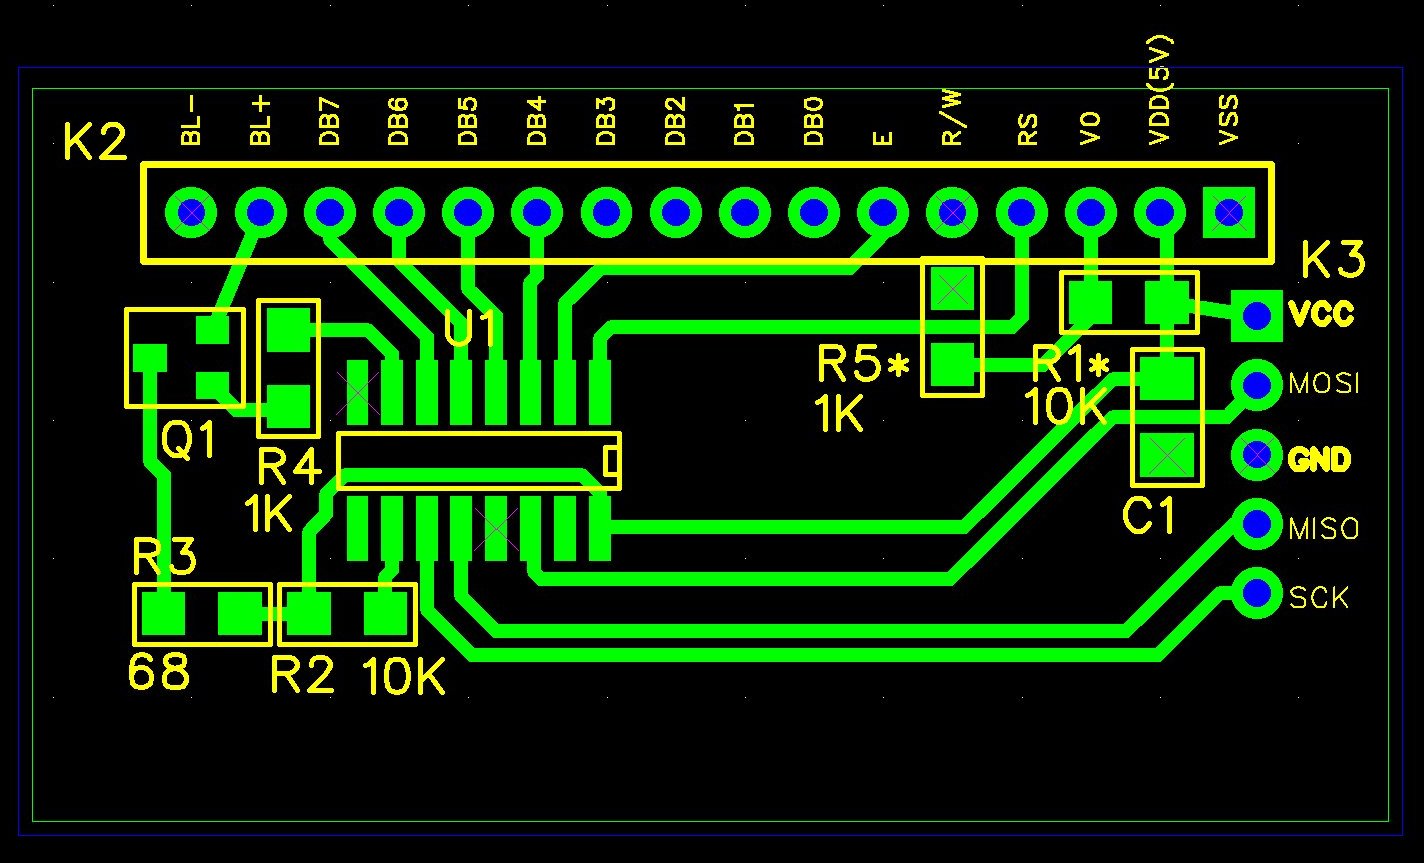 K2
BL-
BL+
DB7
DB6
DB5
DB4
DB3
DB2
DB1
DB0
E
R/W
RS
V0
VDD(5V)
VSS
K3
VCC
MOSI
GND
MISO
SCK
U1
R5*
1K
R1*
10K
Q1
R4
1K
C1
R3
68
R2
10K